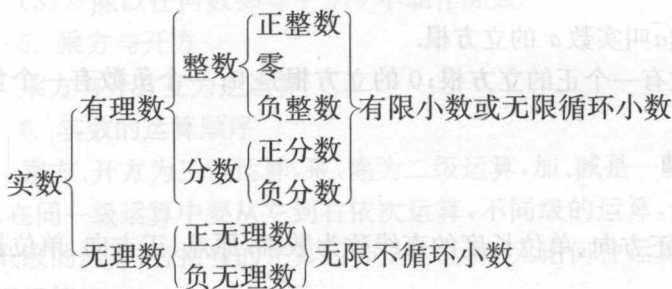 正整数
整数 零
负整数
有理数 有限小数或无限循环小数
正分数
分数
负分数
实数
正无理数
无理数 无限不循环小数
负无理数